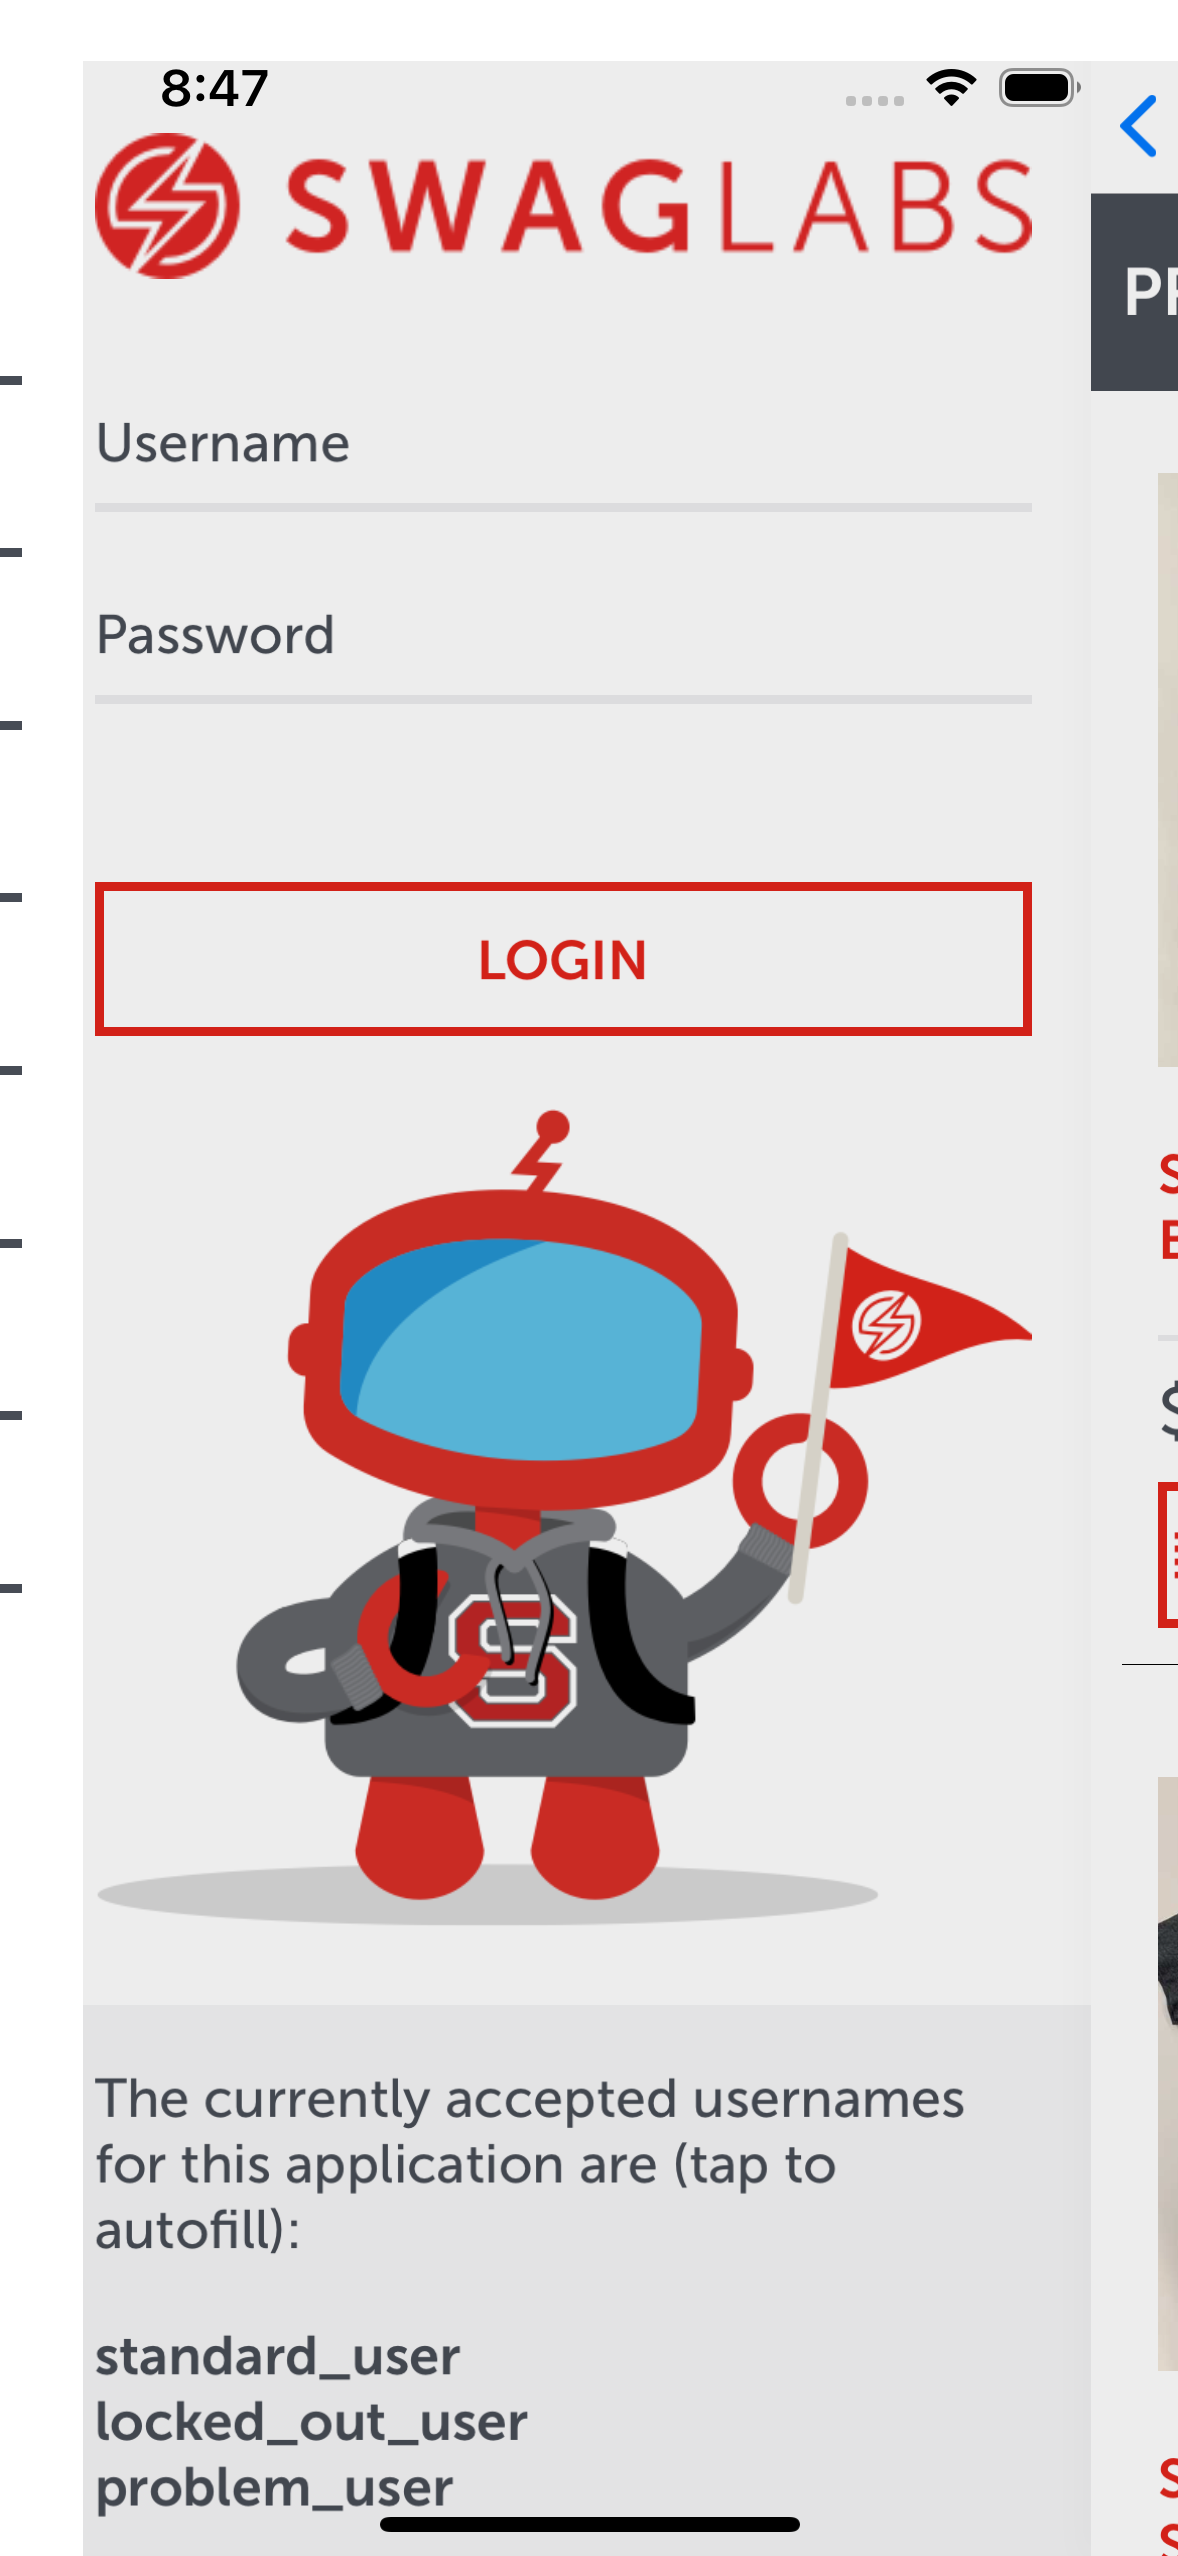 8:47
SWAGLABS
Username
Password
LOGIN
S
The currently accepted usernames
for this application are (tap to
autofill):
standard_user
locked_out_user
problem_user